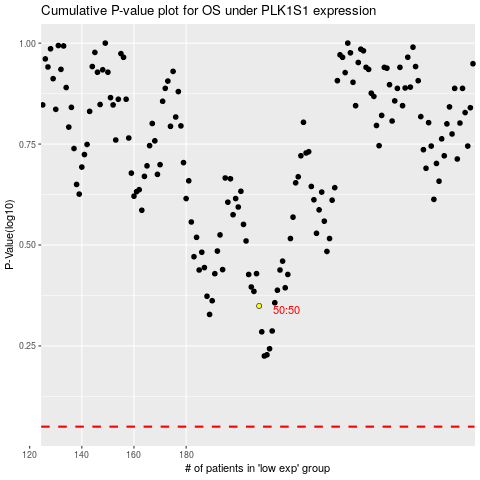 Cumulative P-value plot for OS under PLK1S1 expression
P-Value(log10)
1.00
0.75
0.50
0.25
50:50
120 140 160 180
# of patients in 'low exp' group